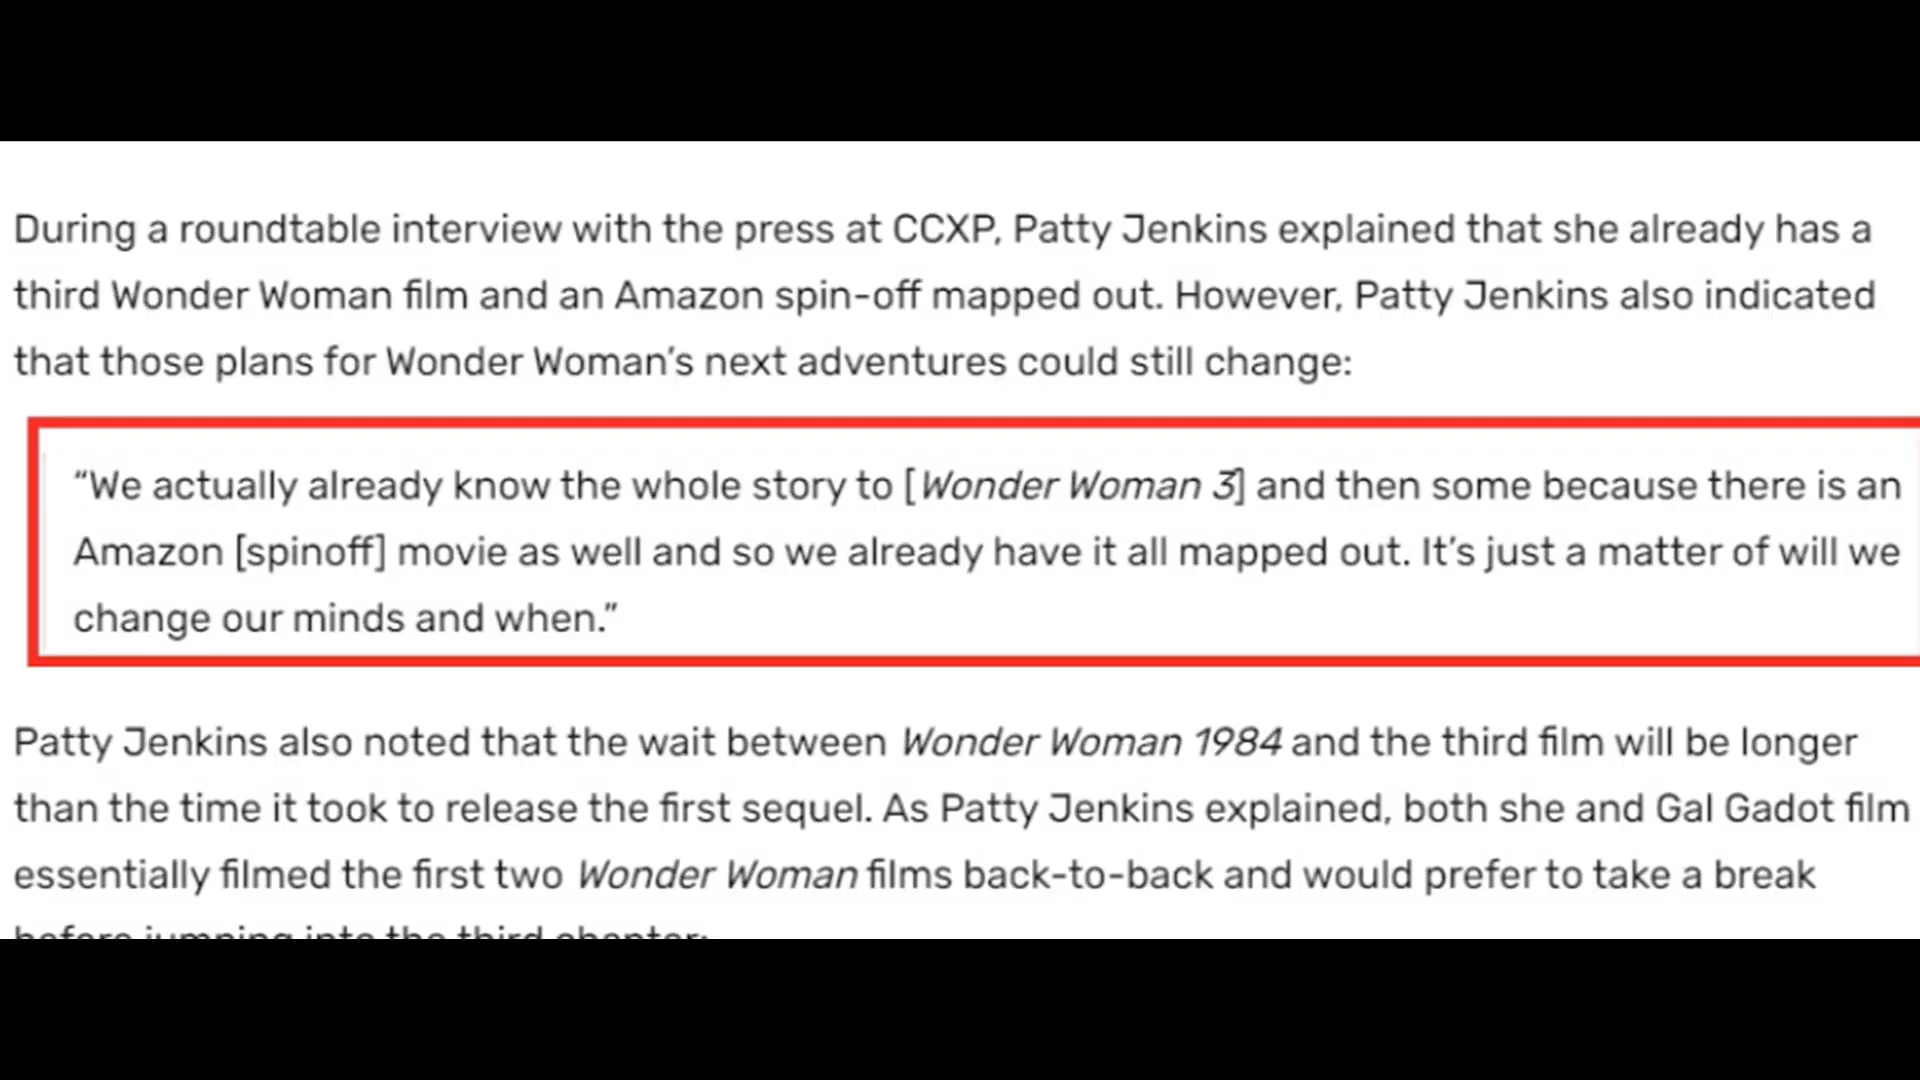 During a roundtable interview with the press at CCXP, Patty Jenkins explained that she already has a
third Wonder Woman film and an Amazon spin-off mapped out. However, Patty Jenkins also indicated
that those plans for Wonder Woman’s next adventures could still change:
“We actually already know the whole story to [Wonder Woman 3] and then some because there is an
Amazon [spinoff] movie as well and so we already have it all mapped out. It’s just a matter of will we
change our minds and when.”
Patty Jenkins also noted that the wait between Wonder Woman 1984 and the third film will be longer
than the time it took to release the first sequel. As Patty Jenkins explained, both she and Gal Gadot film
essentially filmed the first two Wonder Woman films back-to-back and would prefer to take a break
before jumping into the third chapter: